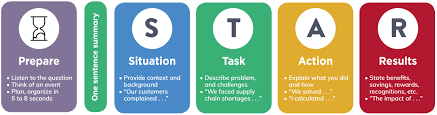 Prepare
• Listen to the question
• Think of an event
• Plan, organize in
5 to 8 seconds
One sentence summary
S
Situation
• Provide context and
background
• "Our customers
complained . . ."
T
Task
• Describe problem,
and challenges
• "We faced supply
chain shortages . . ."
A
Action
• Explain what you did
and how
• "We solved . . ."
• "I calculated . . ."
R
Results
• State benefits,
savings, rewards,
recognitions, etc.
• "The impact of . . ."